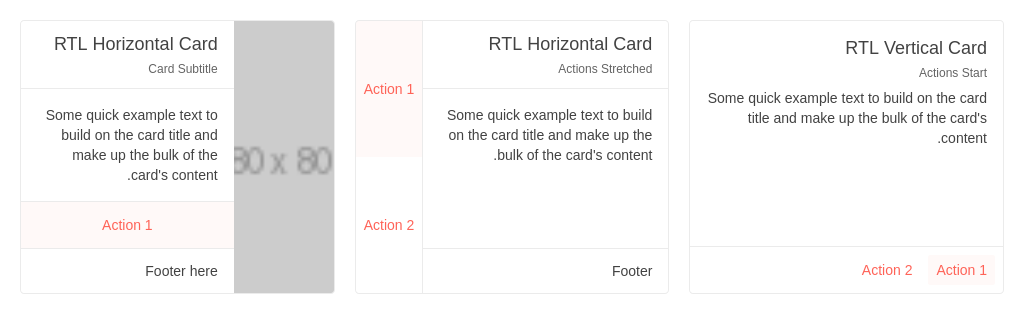 RTL Horizontal Card
Card Subtitle
Some quick example text to
build on the card title and
make up the bulk of the
.card's content
Action 1
Footer here
80 x 80
RTL Horizontal Card
Actions Stretched
Some quick example text to build
on the card title and make up the
.bulk of the card's content
Action 1
Action 2
Footer
RTL Vertical Card
Actions Start
Some quick example text to build on the card
title and make up the bulk of the card's
.content
Action 2 Action 1